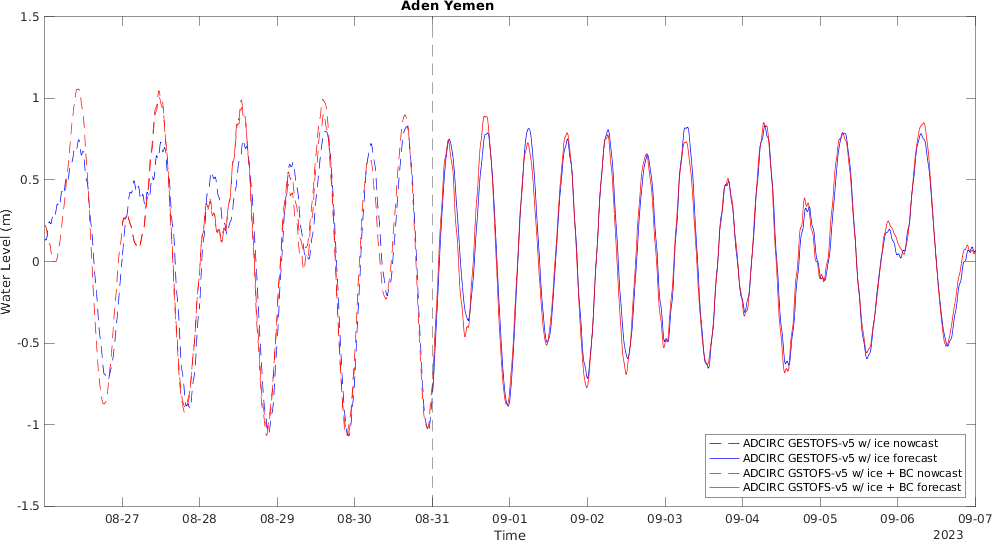 Aden Yemen
1.5
1
0.5
0
-0.5
-1
-1.5
Water Level (m)
08-27 08-28 08-29 08-30 08-31 09-01 09-02 09-03 09-04 09-05 09-06 09-07
Time
2023
ADCIRC GESTOFS-v5 w/ ice nowcast
ADCIRC GESTOFS-v5 w/ ice forecast
ADCIRC GSTOFS-v5 w/ ice + BC nowcast
ADCIRC GSTOFS-v5 w/ ice + BC forecast